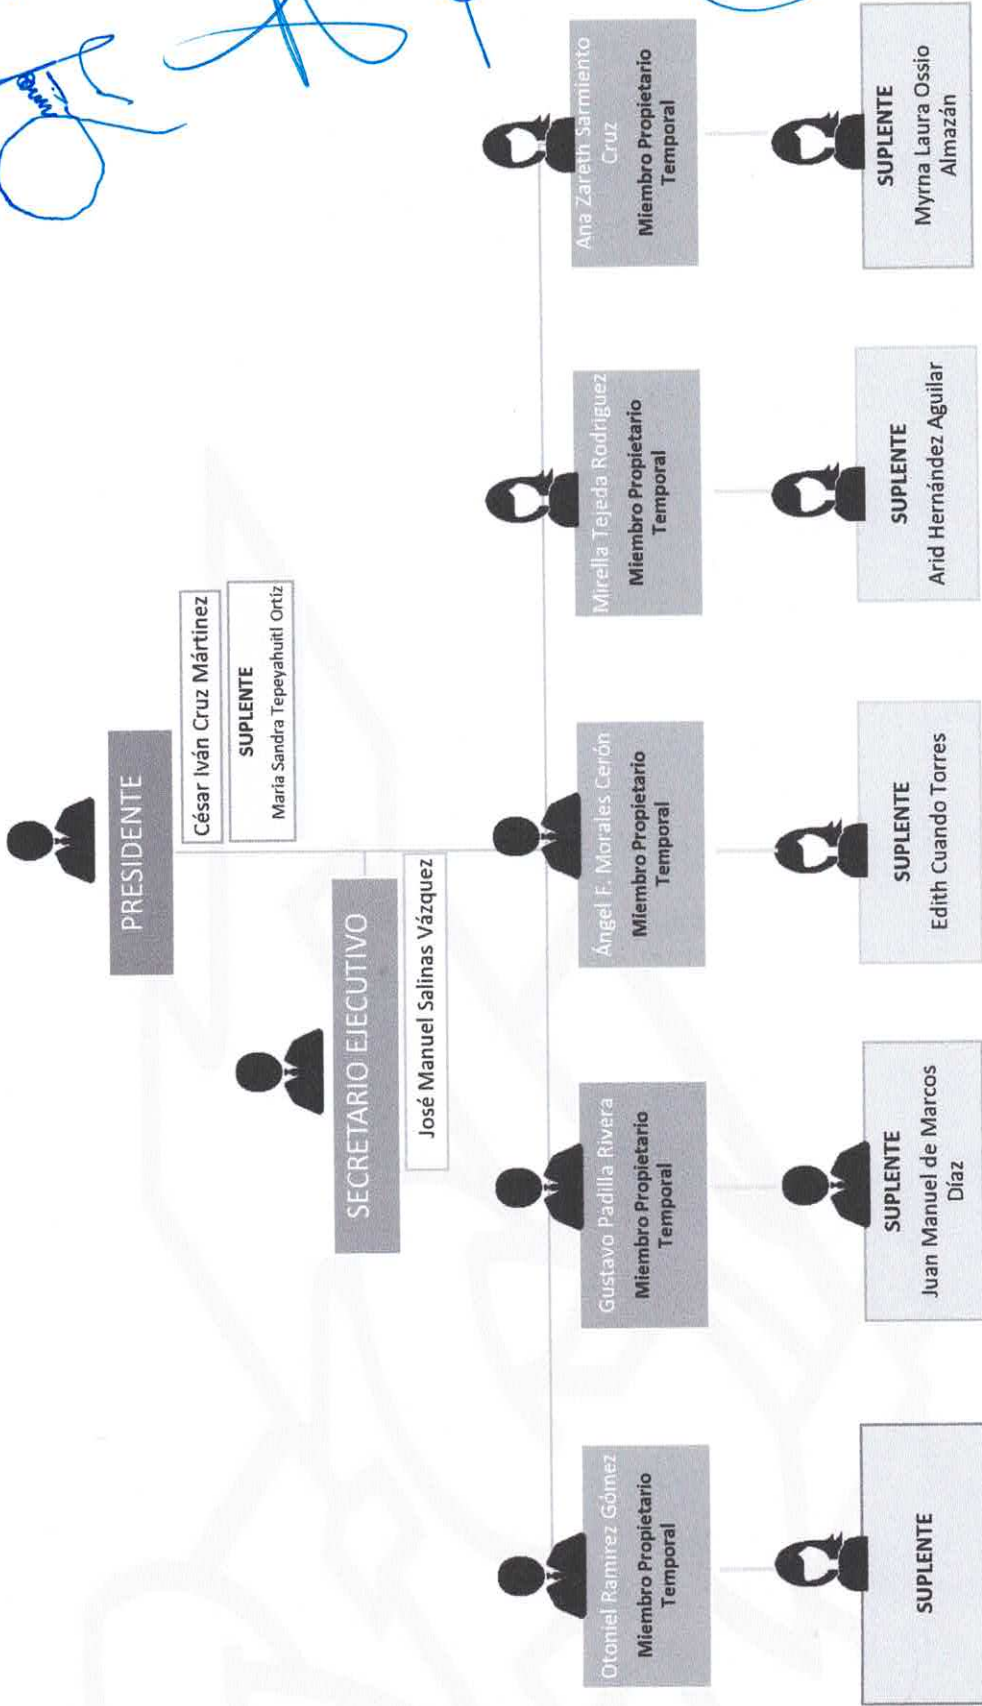 PRESIDENTE
César Iván Cruz Mártinez
SUPLENTE
Maria Sandra Tepeyahuitl Ortíz
SECRETARIO EJECUTIVO
José Manuel Salinas Vázquez
Otoniel Ramirez Gómez
Miembro Propietario
Temporal
SUPLENTE
Gustavo Padilla Rivera
Miembro Propietario
Temporal
SUPLENTE
Juan Manuel de Marcos
Díaz
Ángel F. Morales Cerón
Miembro Propietario
Temporal
SUPLENTE
Edith Cuando Torres
Mirella Tejeda Rodriguez
Miembro Propietario
Temporal
SUPLENTE
Arid Hernández Aguilar
Ana Zareth Sarmiento
Cruz
Miembro Propietario
Temporal
SUPLENTE
Myrna Laura Ossio
Almazán